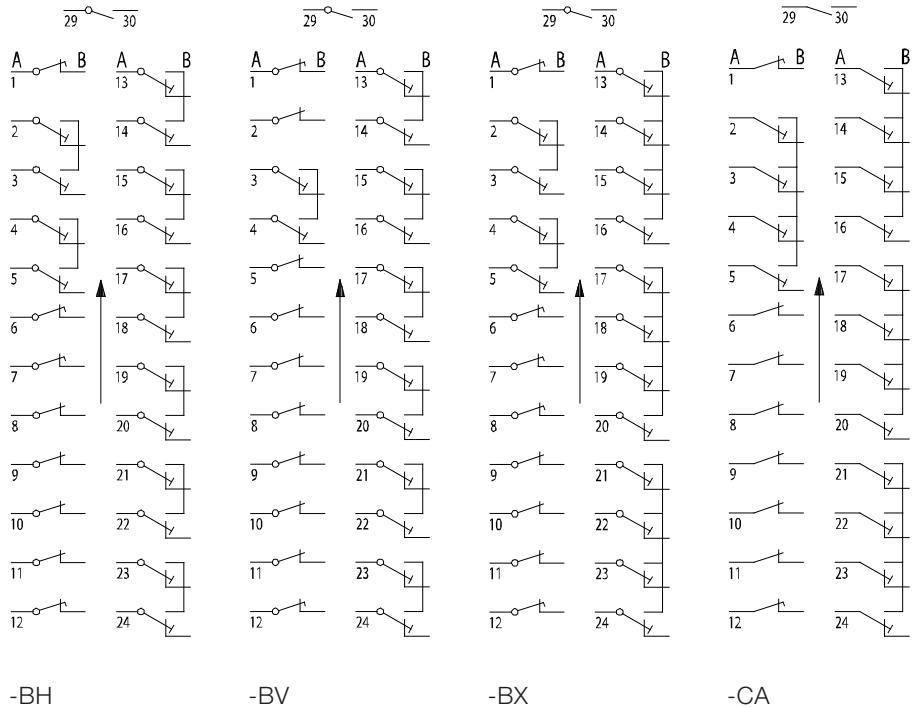 29 30 29 30 29 30 29 30
A B A B A B A B A B A B A B A B
1 13 1 13 1 13 1 13
2 14 2 14 2 14 2 14
3 15 3 15 3 15 3 15
4 16 4 16 4 16 4 16
5 17 5 17 5 17 5 17
6 18 6 18 6 18 6 18
7 19 7 19 7 19 7 19
8 20 8 20 8 20 8 20
9 21 9 21 9 21 9 21
10 22 10 22 10 22 10 22
11 23 11 23 11 23 11 23
12 24 12 24 12 24 12 24
-BH -BV -BX -CA